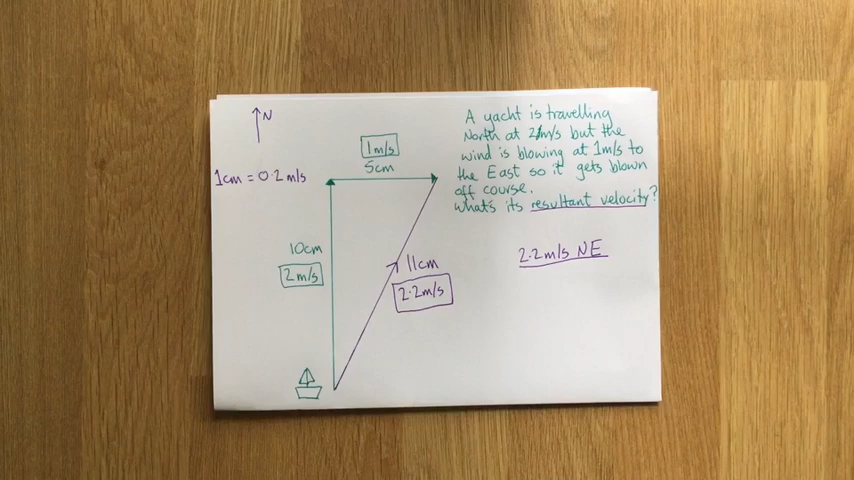 N
1cm = 0.2 m/s
1m/s
5cm
10cm
2m/s
11cm
2.2m/s
A yacht is travelling
North at 2m/s but the
wind is blowing at 1m/s to
the East so it gets blown
off course.
What's its resultant velocity?
2.2m/s NE